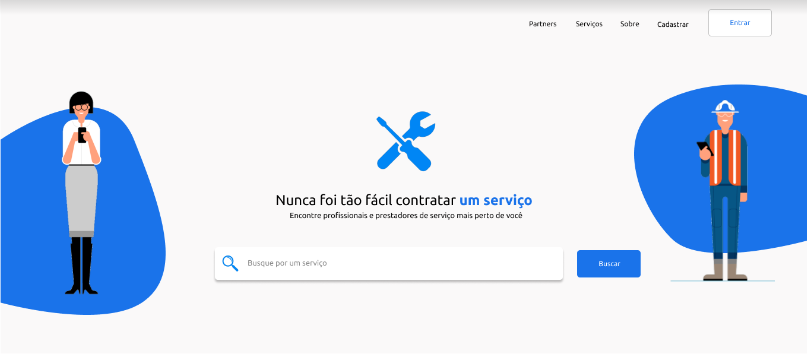 Partners
Serviços
Sobre
Cadastrar
Entrar
Nunca foi tão fácil contratar um serviço
Encontre profissionais e prestadores de serviço mais perto de você
Busque por um serviço
Buscar